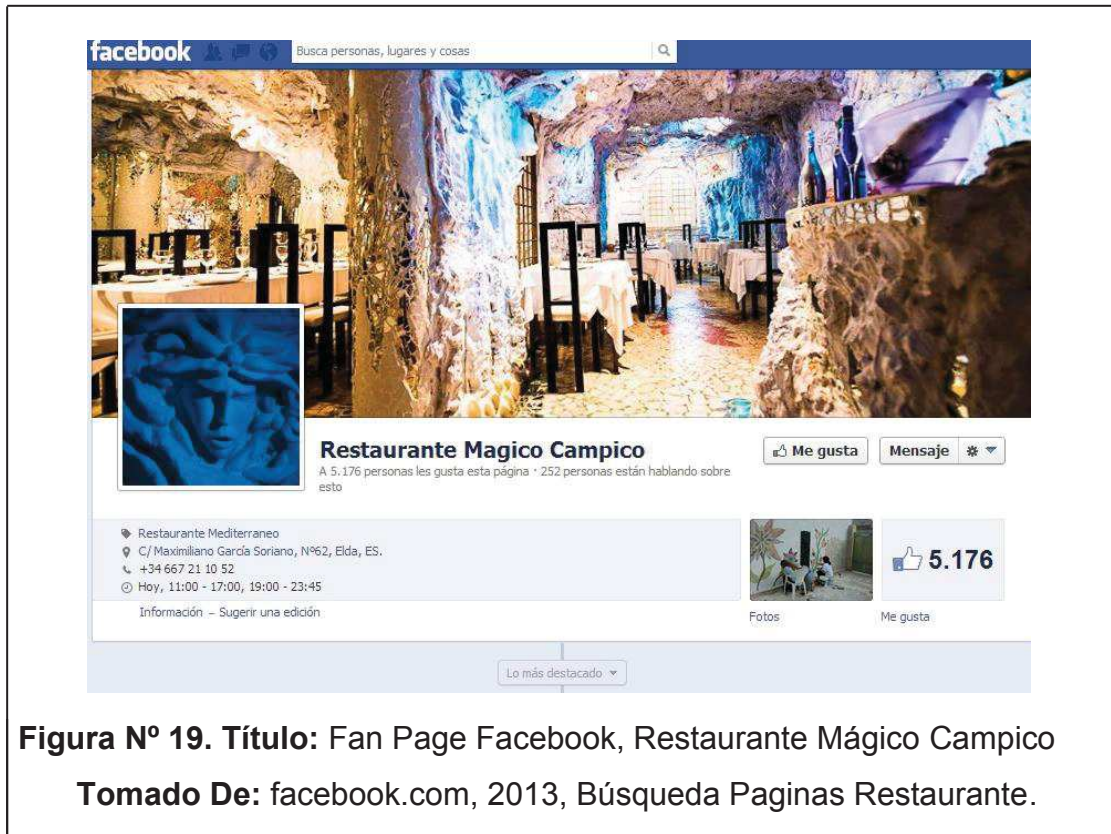 facebook
Busca personas, lugares y cosas
Restaurante Magico Campico
A 5.176 personas les gusta esta página · 252 personas están hablando sobre
esto
Me gusta
Mensaje
Restaurante Mediterraneo
C/ Maximiliano García Soriano, Nº62, Elda, ES.
+34 667 21 10 52
Hoy, 11:00 - 17:00, 19:00 - 23:45
Información – Sugerir una edición
5.176
Fotos
Me gusta
Lo más destacado
Figura Nº 19. Título: Fan Page Facebook, Restaurante Mágico Campico
Tomado De: facebook.com, 2013, Búsqueda Paginas Restaurante.